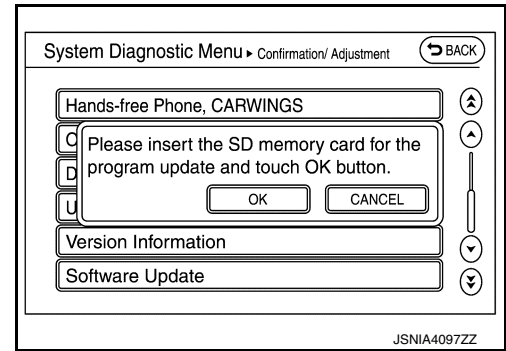 System Diagnostic Menu ▸ Confirmation/ Adjustment
BACK
Hands-free Phone, CARWINGS
C
Please insert the SD memory card for the
D
program update and touch OK button.
U
OK
CANCEL
Version Information
Software Update
JSNIA4097ZZ